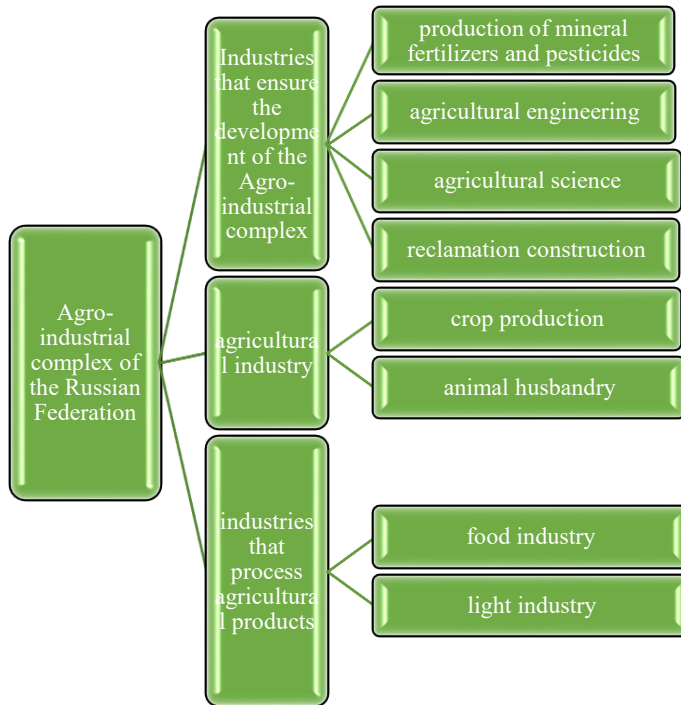 Agro-
industrial
complex of
the Russian
Federation
Industries
that ensure
the
developme
nt of the
Agro-
industrial
complex
production of mineral
fertilizers and pesticides
agricultural engineering
agricultural science
reclamation construction
agricultura
l industry
crop production
animal husbandry
industries
that
process
agricultura
l products
food industry
light industry